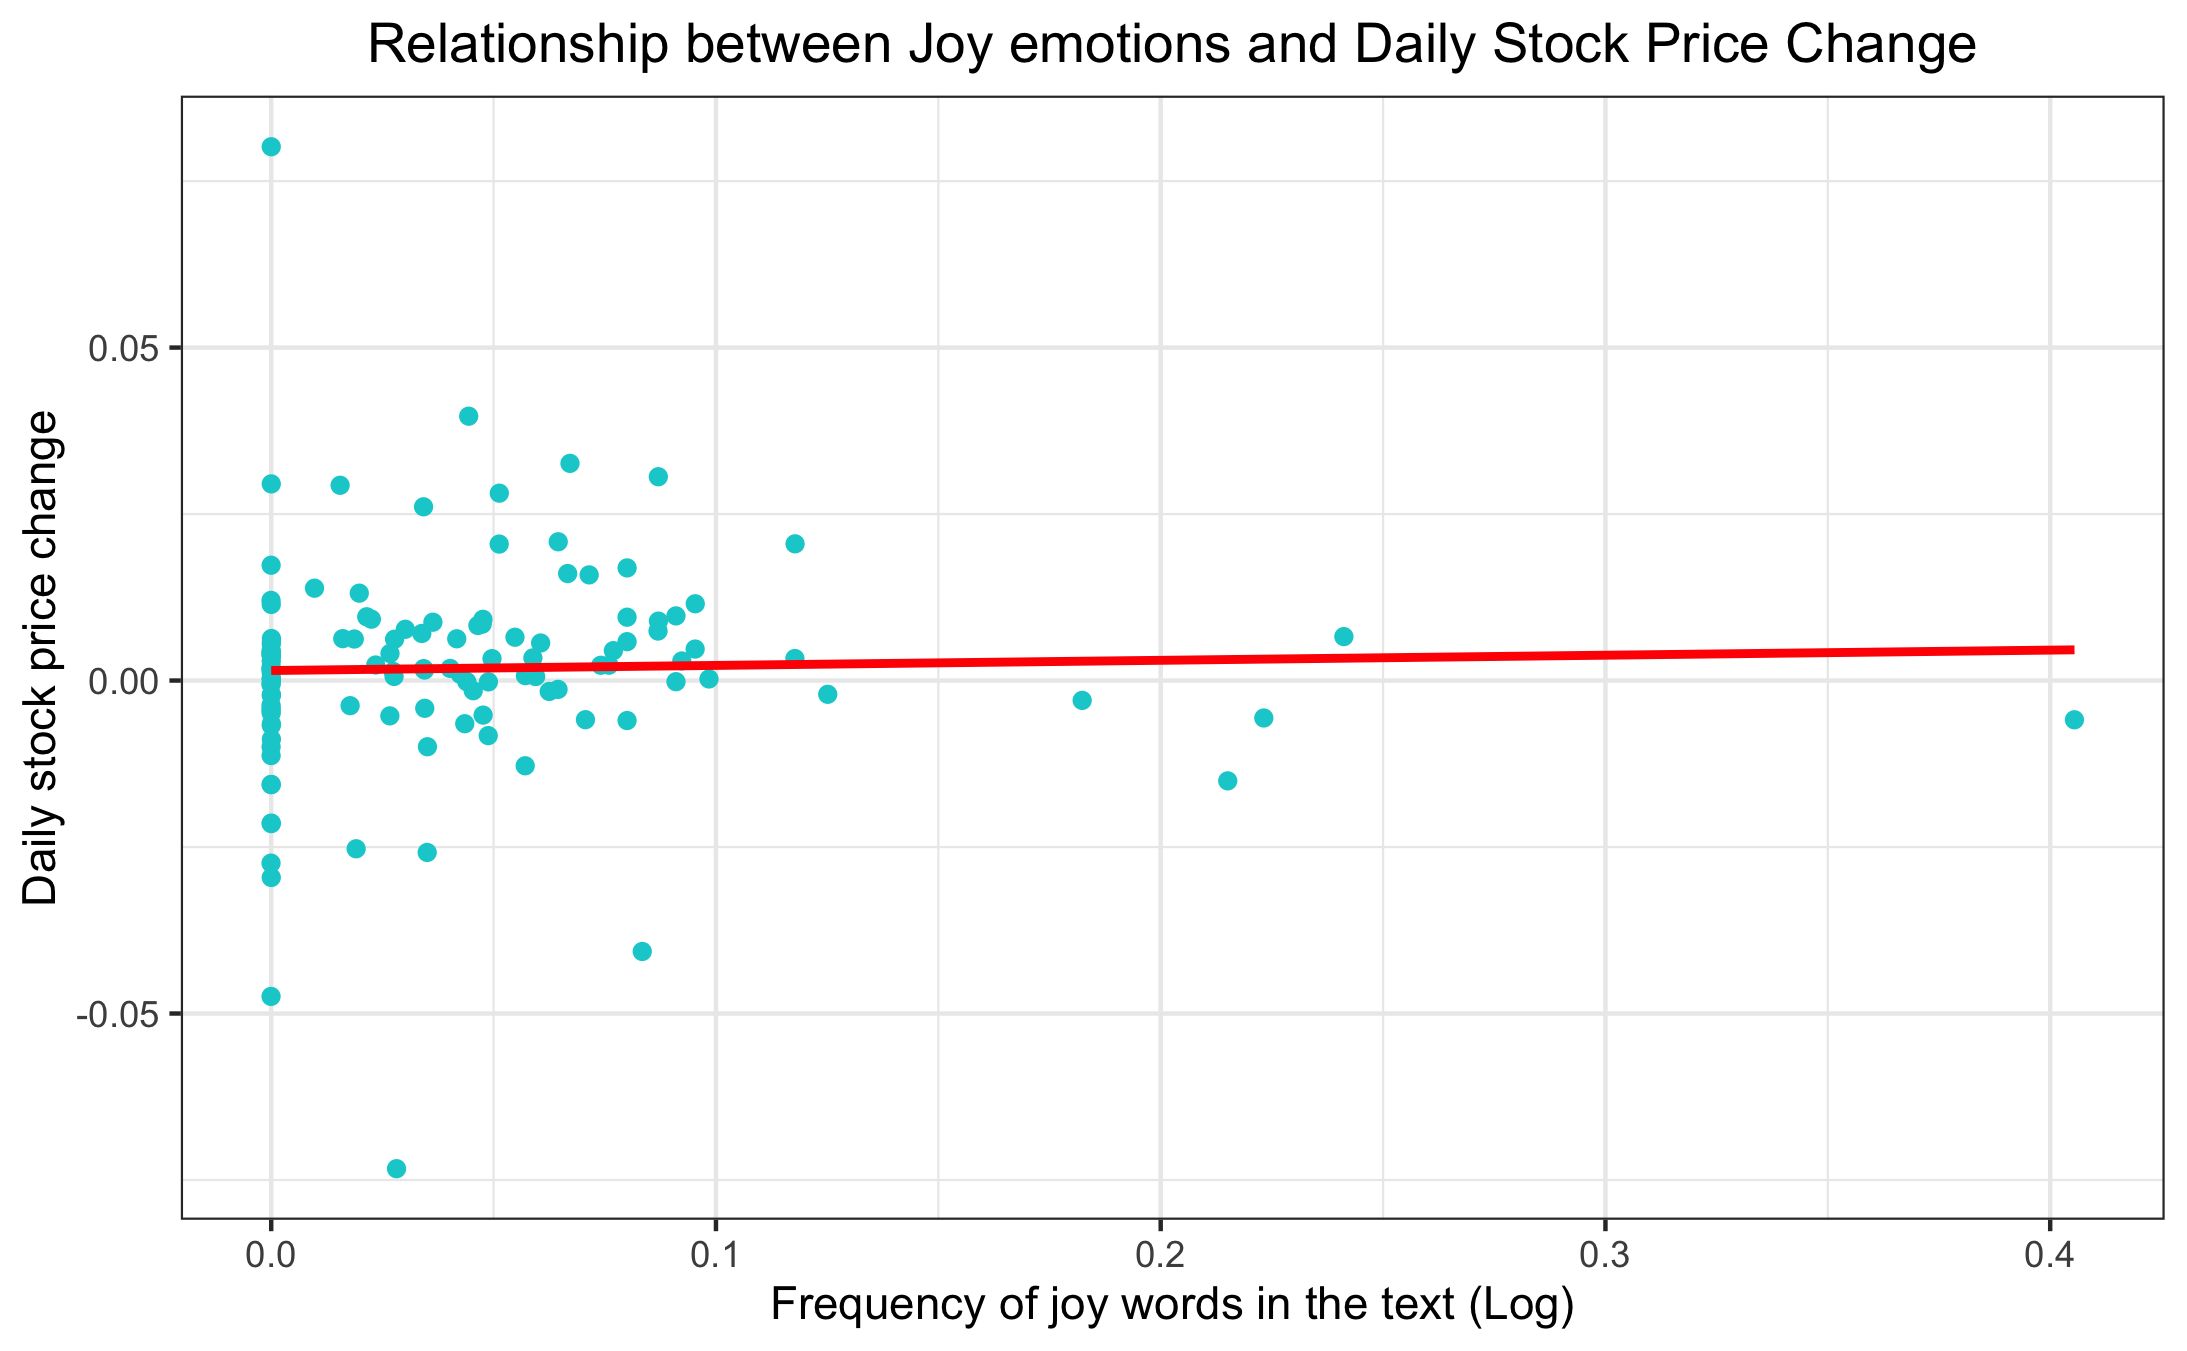 Relationship between Joy emotions and Daily Stock Price Change
Daily stock price change
0.05
0.00
-0.05
0.0 0.1 0.2 0.3 0.4
Frequency of joy words in the text (Log)